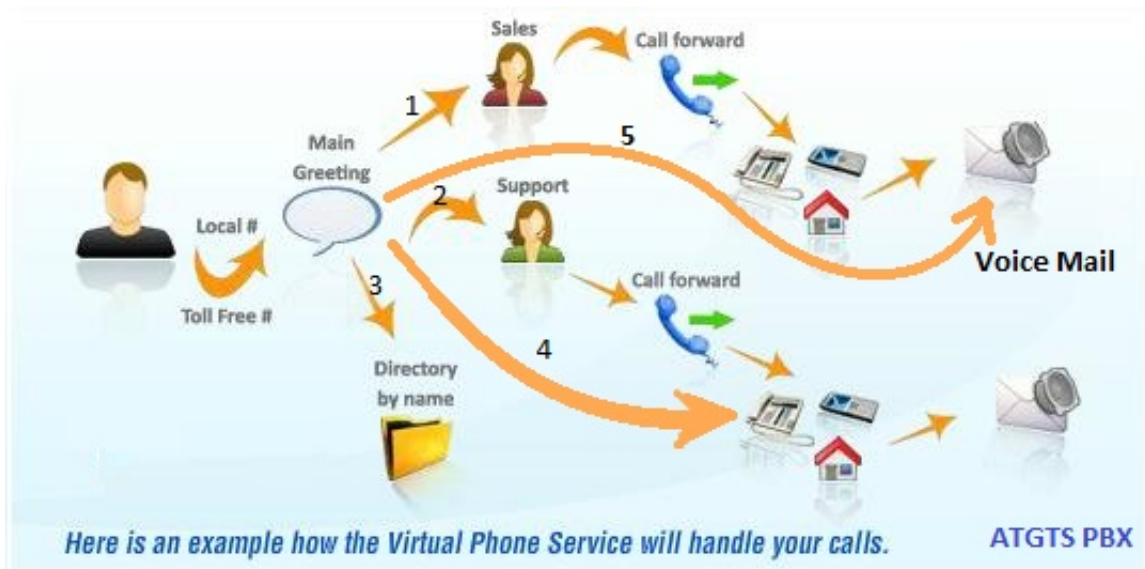 Sales
Call forward
1
Main
Greeting
5
2
Support
Local #
Voice Mail
3
Call forward
Toll Free #
4
Directory
by name
Here is an example how the Virtual Phone Service will handle your calls.
ATGTS PBX